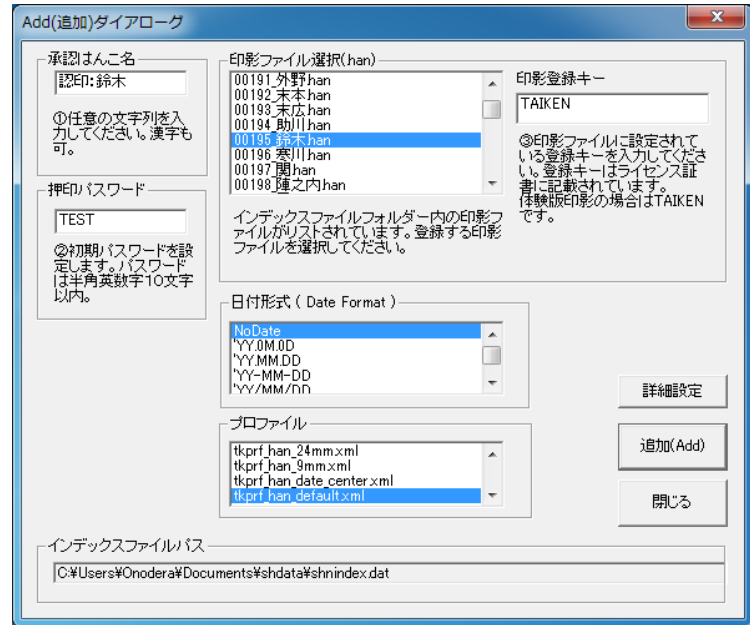 Add(追加)ダイアローグ
承認はんこ名
認印:鈴木
①任意の文字列を入
力してください。漢字も
可。
押印パスワード
TEST
②初期パスワードを設
定します。パスワード
は半角英数字10文字
以内。
印影ファイル選択(.han)
00191_外野.han
00192_末本.han
00193_末広.han
00194_助川.han
00195_鈴木.han
00196_寒川.han
00197_関.han
00198_陣之内.han
インデックスファイルフォルダー内の印影フ
ァイルがリストされています。登録する印影
ファイルを選択してください。
印影登録キー
TAIKEN
③印影ファイルに設定されて
いる登録キーを入力してくださ
い。登録キーはライセンス証
書に記載されています。
体験版印影の場合はTAIKEN
です。
日付形式 ( Date Format )
NoDate
'YY.0M.0D
'YY.MM.DD
'YY-MM-DD
'YY/MM/DD
プロファイル
tkprf_han_24mm.xml
tkprf_han_9mm.xml
tkprf_han_date_center.xml
tkprf_han_default.xml
詳細設定
追加(Add)
閉じる
インデックスファイルパス
C:¥Users¥Onodera¥Documents¥shdata¥shnindex.dat